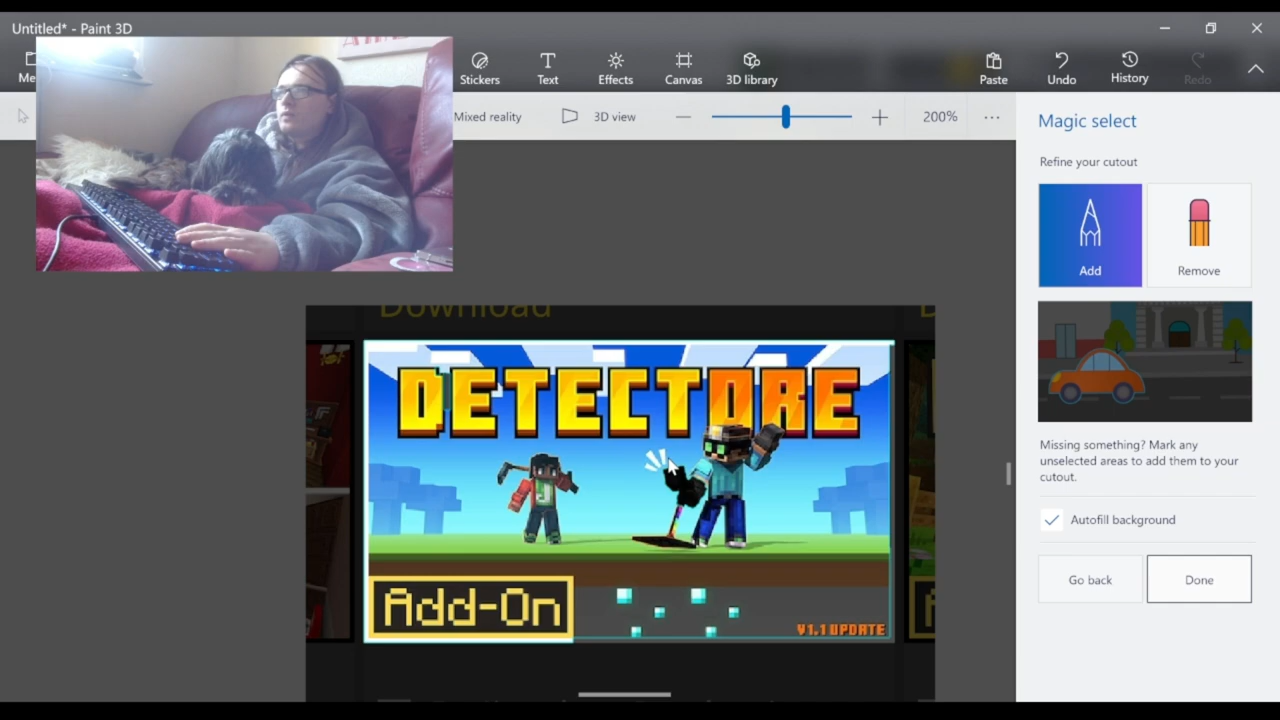 Untitled* - Paint 3D
Me
Stickers
Text
Effects
Canvas
3D library
Paste
Undo
History
Redo
Mixed reality
3D view
200%
Magic select
Refine your cutout
Add
Remove
Missing something? Mark any
unselected areas to add them to your
cutout.
Autofill background
Go back
Done
Download
DETECTORE
Add-On
V1.1 UPDATE